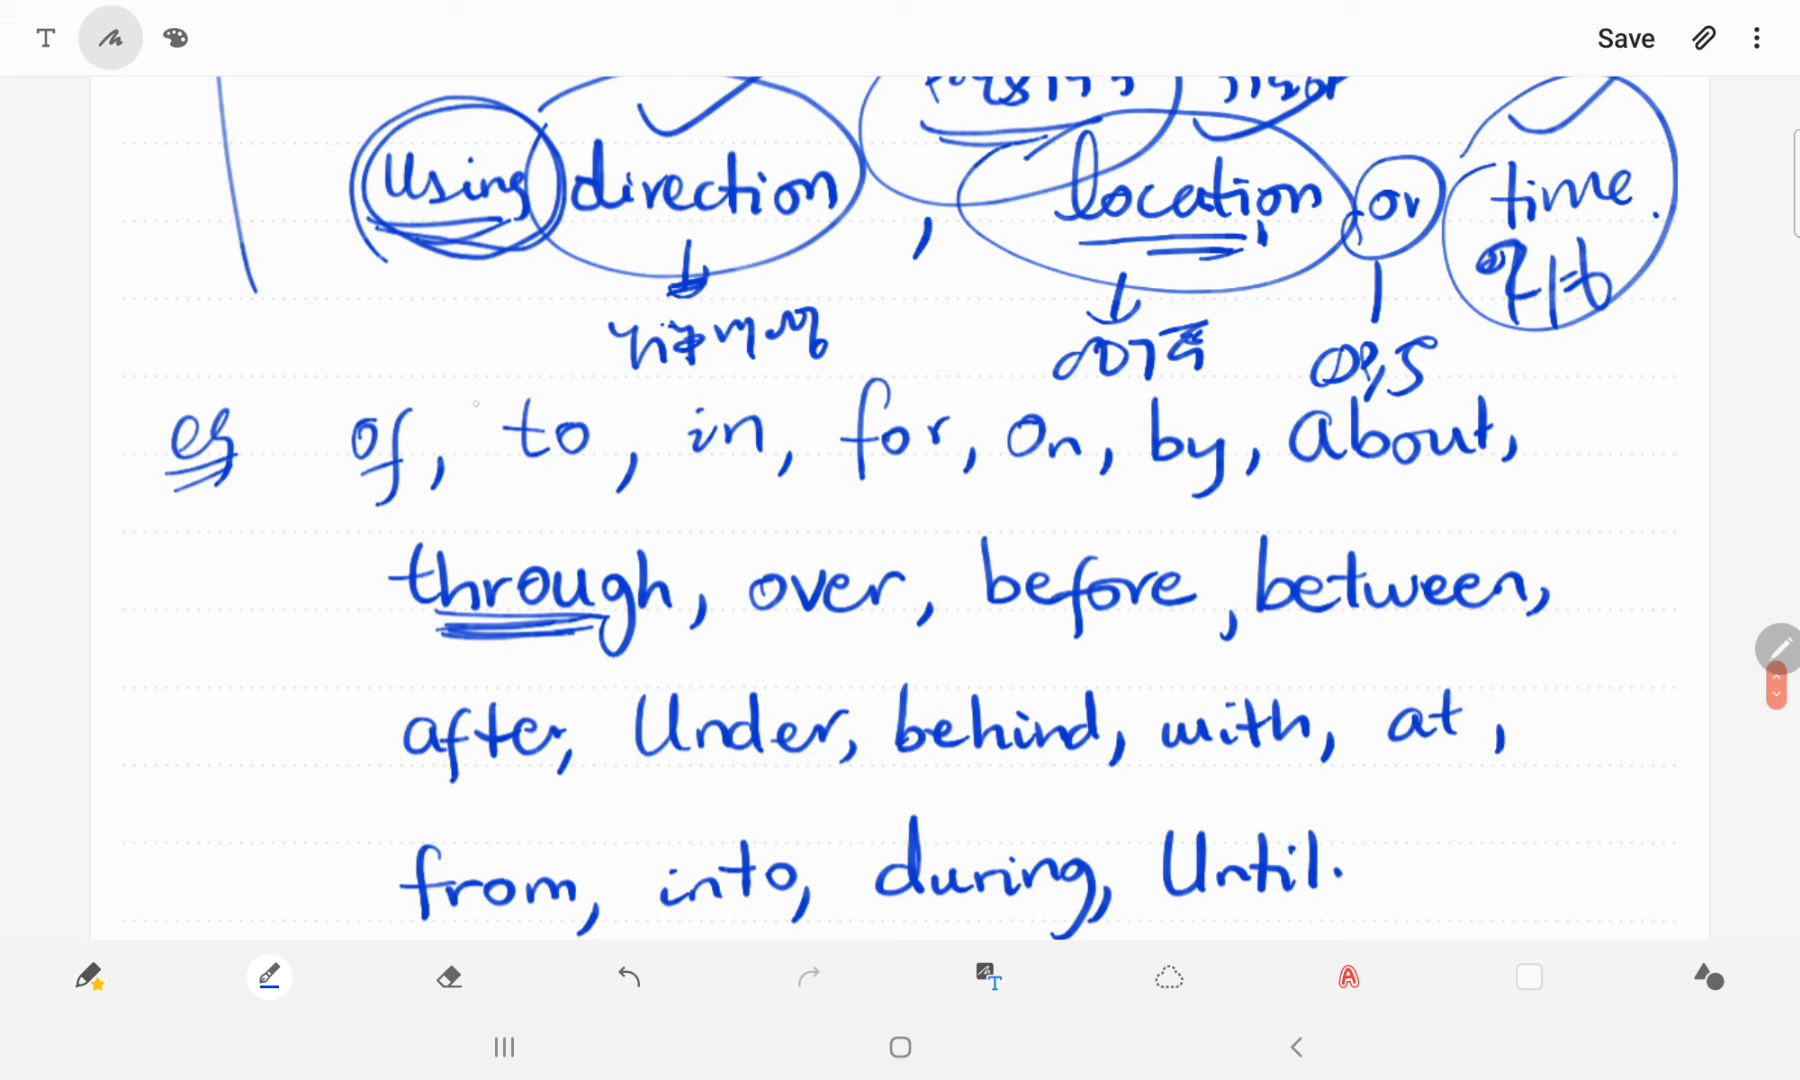 Save
Using direction, location, or time.
eg of, to, in, for, on, by, about,
through, over, before, between,
after, Under, behind, with, at,
from, into, during, Until.